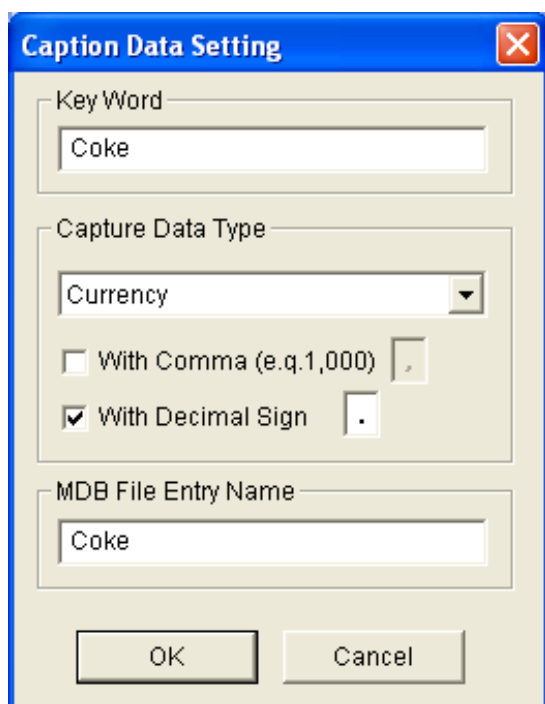 Caption Data Setting
Key Word
Coke
Capture Data Type
Currency
With Comma (e.q.1,000) ,
With Decimal Sign .
MDB File Entry Name
Coke
OK Cancel